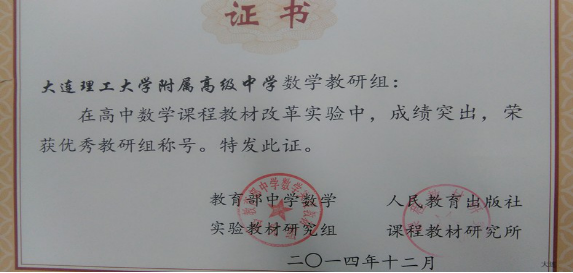 证书
大连理工大学附属高级中学数学教研组：
在高中数学课程教材改革实验中，成绩突出，荣
获优秀教研组称号。特发此证。
教育部中学数学 人民教育出版社
实验教材研究组 课程教材研究所
二〇一四年十二月